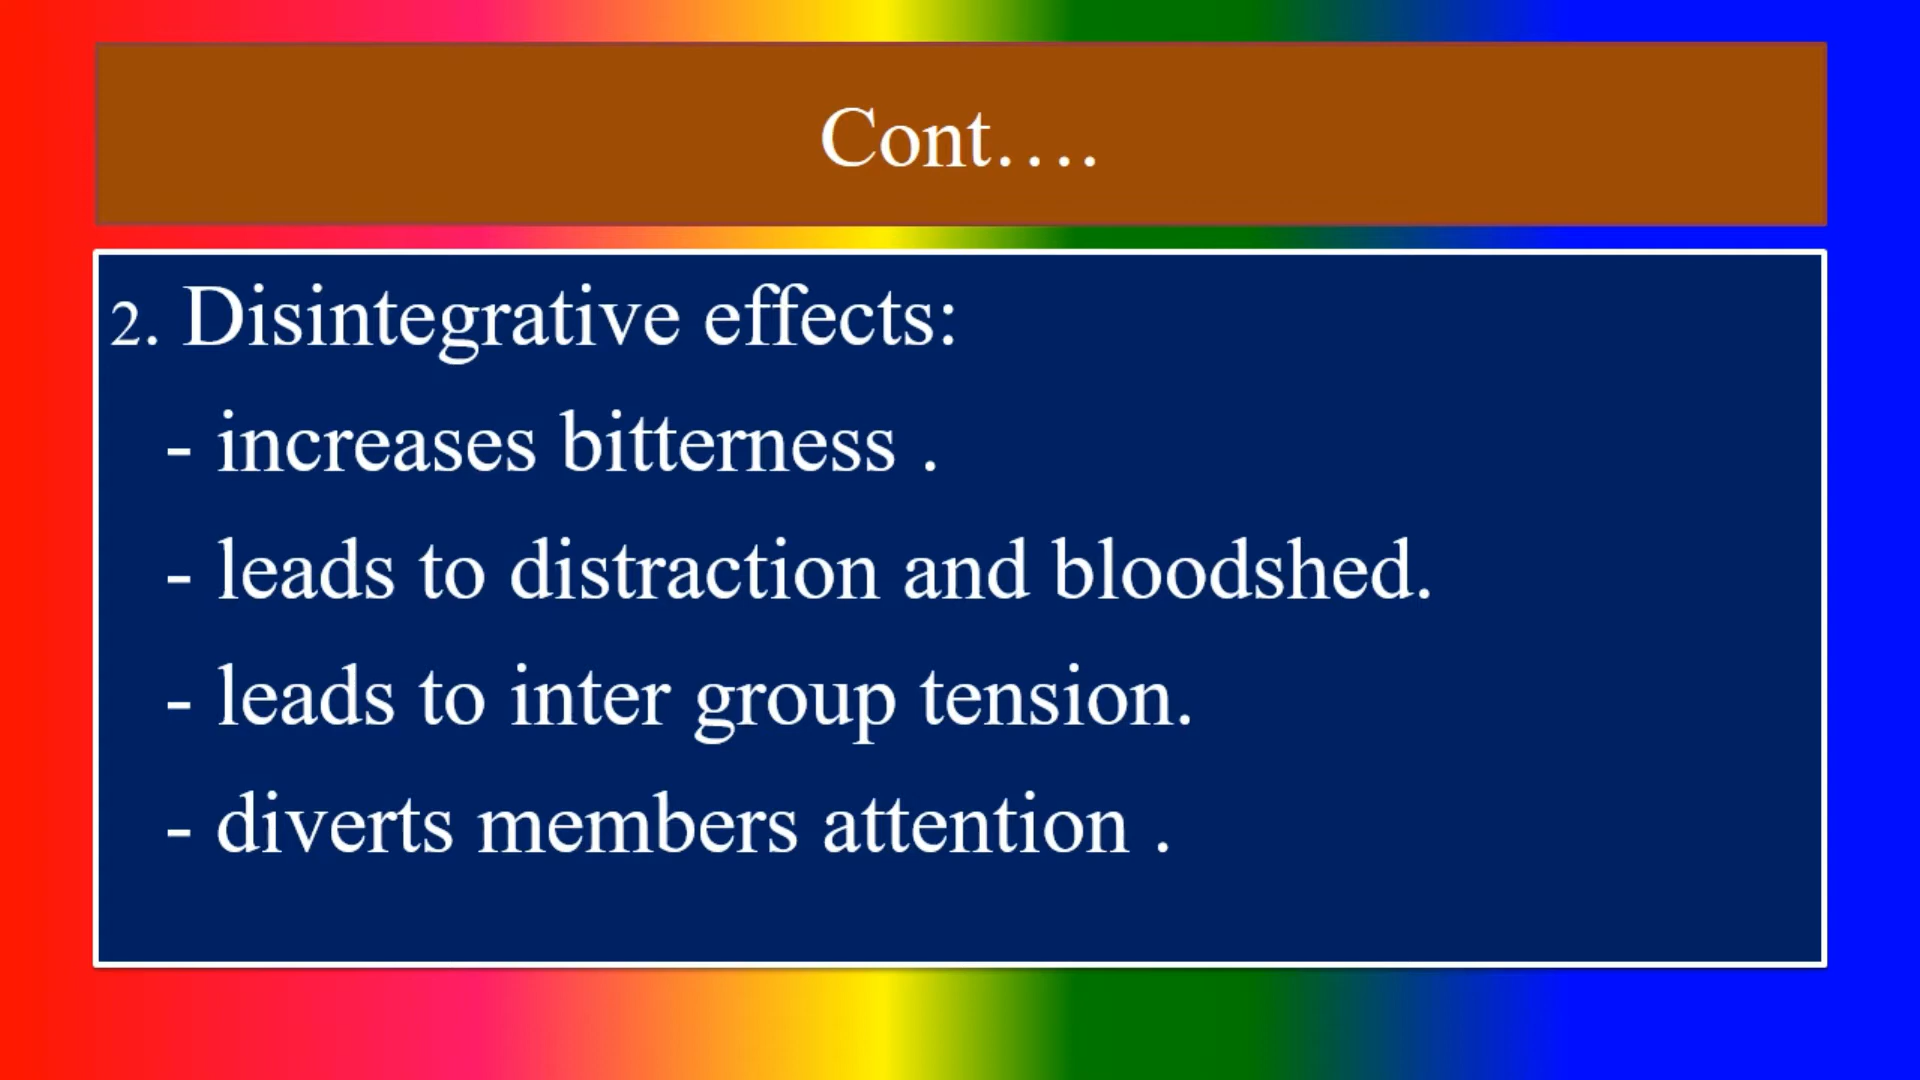 Cont….
2. Disintegrative effects:
- increases bitterness .
- leads to distraction and bloodshed.
- leads to inter group tension.
- diverts members attention .